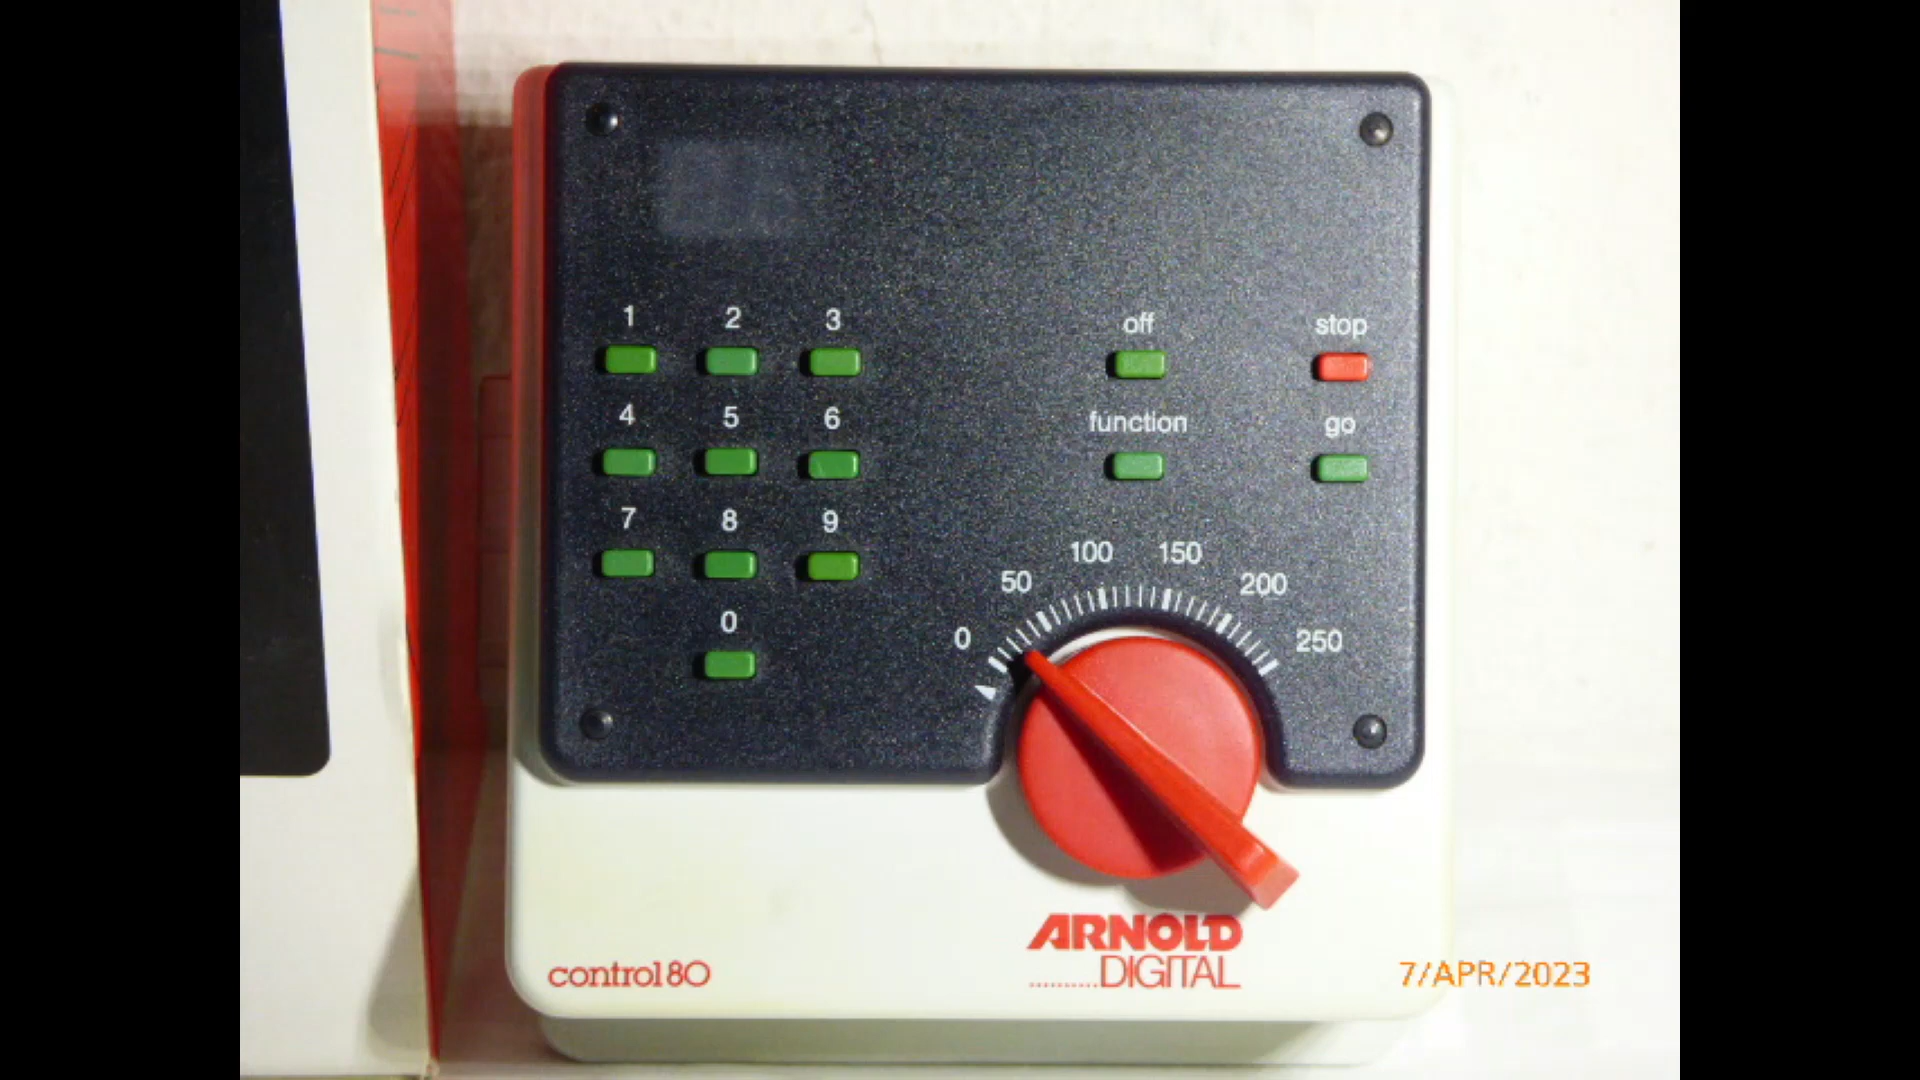 1 2 3 off stop
4 5 6 function go
7 8 9
100 150
50 200
0
0 250
ARNOLD
control 80 ..........DIGITAL 7/APR/2023